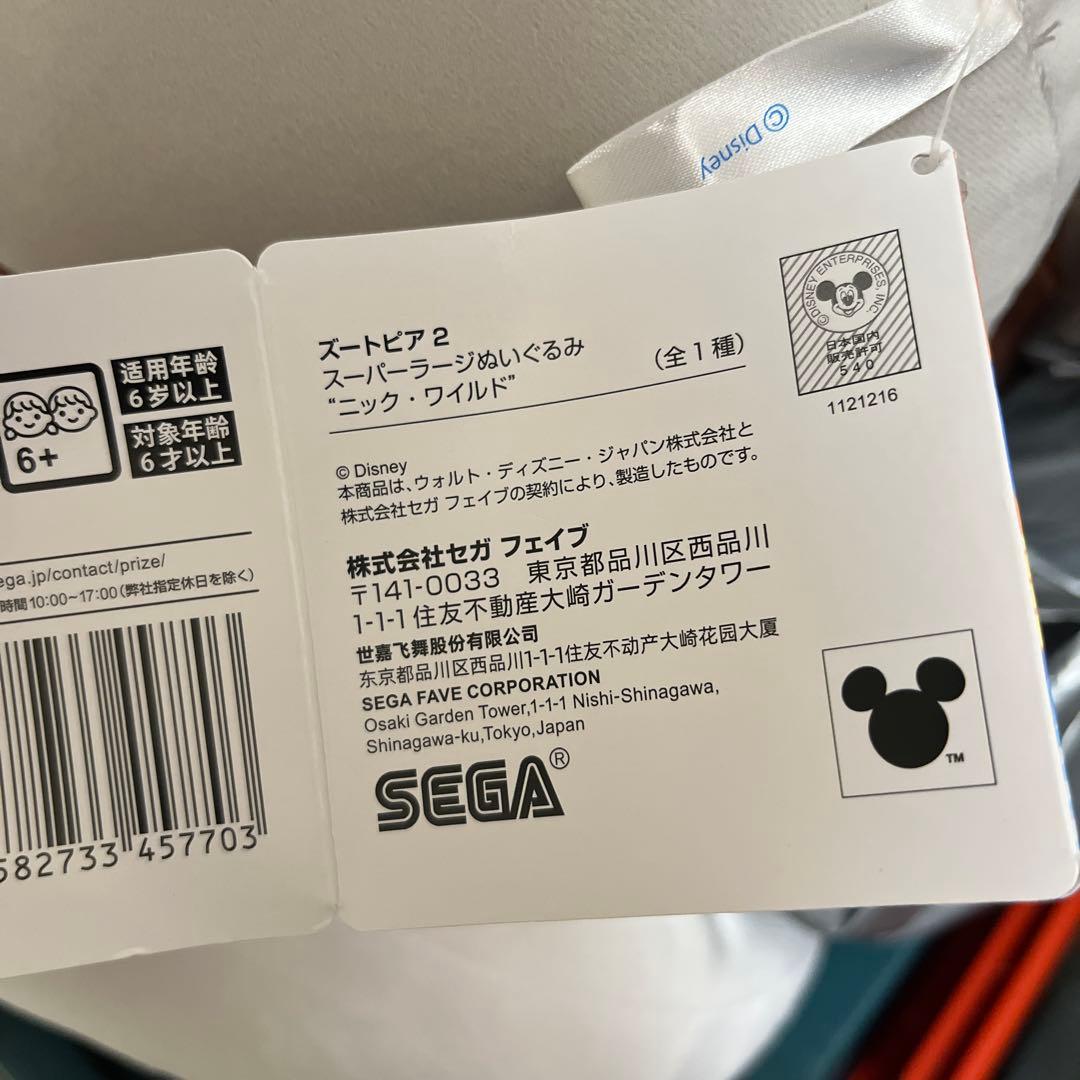 © Disney
适用年龄
6岁以上
対象年齢
6才以上
6+
ega.jp/contact/prize/
時間10:00~17:00(弊社指定休日を除く)
582733 457703
ズートピア 2
スーパーラージぬいぐるみ
“ニック・ワイルド”
(全1種)
© Disney
本商品は、ウォルト・ディズニー・ジャパン株式会社と
株式会社セガ フェイブの契約により、製造したものです。
株式会社セガ フェイブ
〒141-0033 東京都品川区西品川
1-1-1 住友不動産大崎ガーデンタワー
世嘉飞舞股份有限公司
东京都品川区西品川1-1-1住友不动产大崎花园大厦
SEGA FAVE CORPORATION
Osaki Garden Tower,1-1-1 Nishi-Shinagawa,
Shinagawa-ku,Tokyo,Japan
SEGA®
©DISNEY ENTERPRISES, INC.
日本国内
販売許可
540
1121216
TM